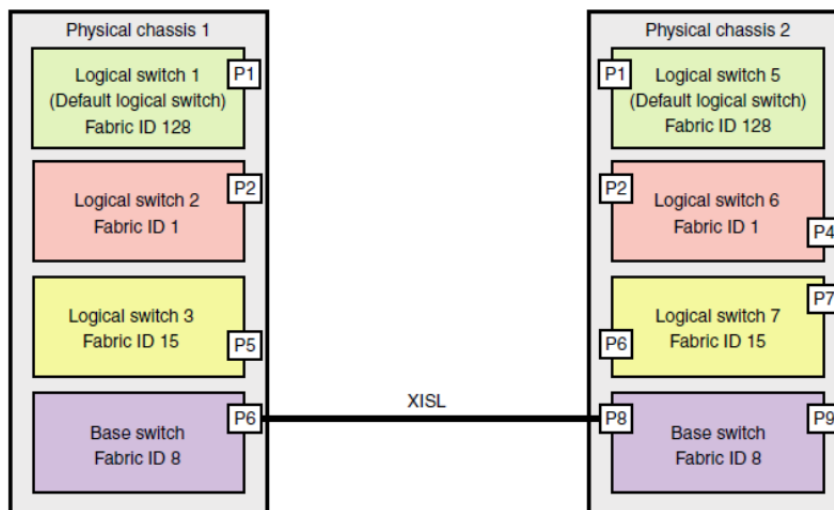 Physical chassis 1
Logical switch 1
(Default logical switch)
Fabric ID 128
P1
Logical switch 2
Fabric ID 1
P2
Logical switch 3
Fabric ID 15
P5
Base switch
Fabric ID 8
P6
XISL
Physical chassis 2
P1
Logical switch 5
(Default logical switch)
Fabric ID 128
P2
Logical switch 6
Fabric ID 1
P4
P7
Logical switch 7
Fabric ID 15
P6
P8
Base switch
Fabric ID 8
P9